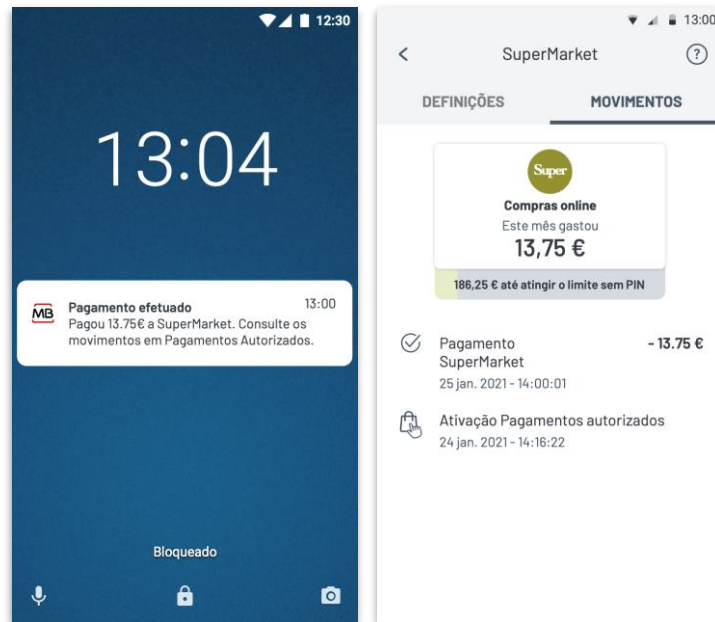 12:30
13:04
MB
Pagamento efetuado 13:00
Pagou 13.75€ a SuperMarket. Consulte os
movimentos em Pagamentos Autorizados.
Bloqueado
13:00
SuperMarket ?
DEFINIÇÕES MOVIMENTOS
Super
Compras online
Este mês gastou
13,75 €
186,25 € até atingir o limite sem PIN
Pagamento - 13.75 €
SuperMarket
25 jan. 2021 - 14:00:01
Ativação Pagamentos autorizados
24 jan. 2021 - 14:16:22